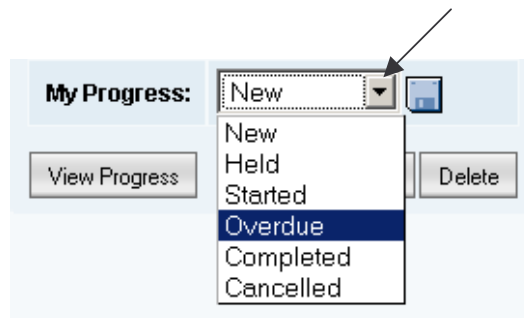 My Progress: New
New
Held
View Progress Delete
Started
Overdue
Completed
Cancelled